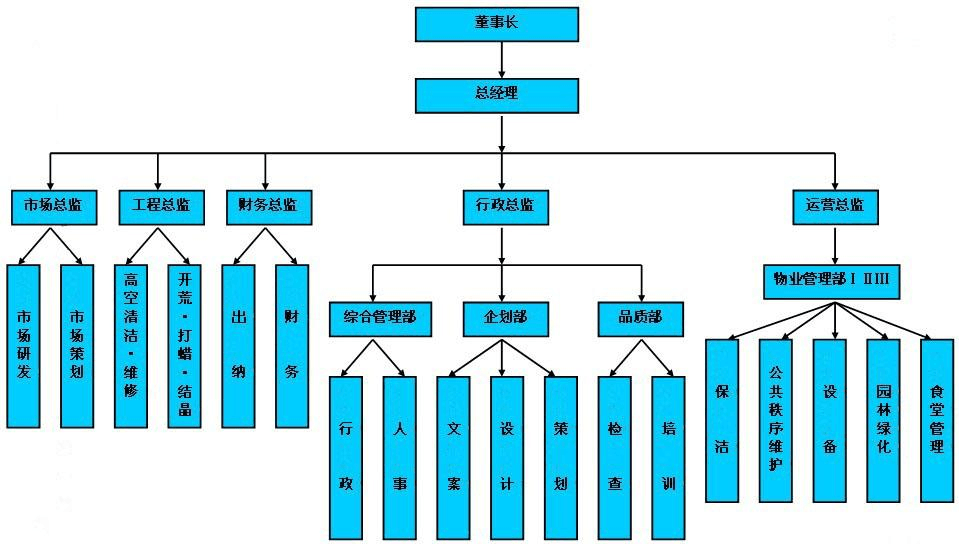 董事长
总经理
市场总监
工程总监
财务总监
行政总监
运营总监
市场研发
市场策划
高空清洁·维修
开荒·打蜡·结晶
出纳
财务
物业管理部ⅠⅡⅢ
综合管理部
企划部
品质部
行政
人事
文案
设计
策划
检查
培训
保洁
公共秩序维护
设备
园林绿化
食堂管理